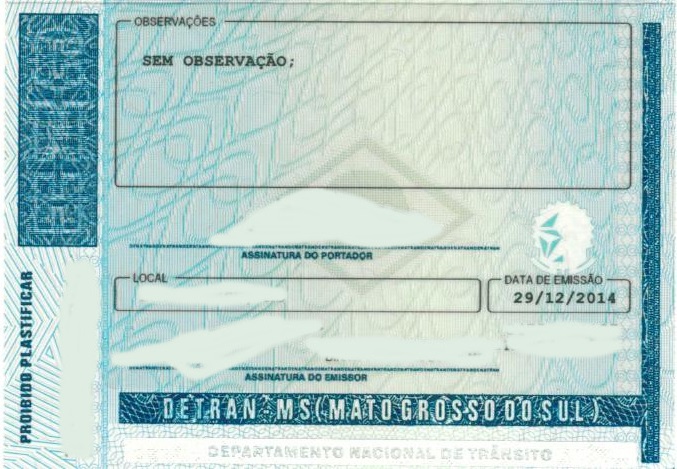 OBSERVAÇÕES
SEM OBSERVAÇÃO;
ASSINATURA DO PORTADOR
LOCAL
DATA DE EMISSÃO
29/12/2014
ASSINATURA DO EMISSOR
DETRAN-MS(MATO GROSSO DO SUL)
DEPARTAMENTO NACIONAL DE TRÂNSITO
PROIBIDO PLASTIFICAR